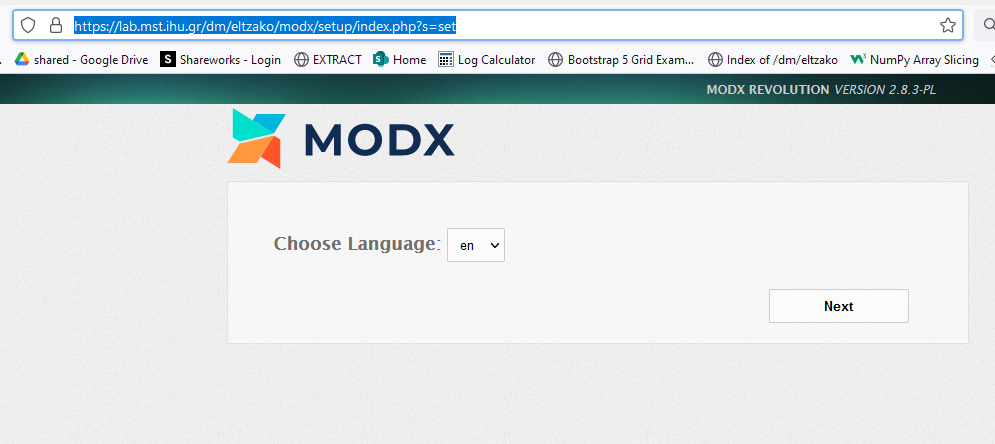 https://lab.mst.ihu.gr/dm/eltzako/modx/setup/index.php?s=set
shared - Google Drive S Shareworks - Login EXTRACT S Home Log Calculator Bootstrap 5 Grid Exam... Index of /dm/eltzako NumPy Array Slicing
MODX REVOLUTION VERSION 2.8.3-PL
MODX
Choose Language: en
Next